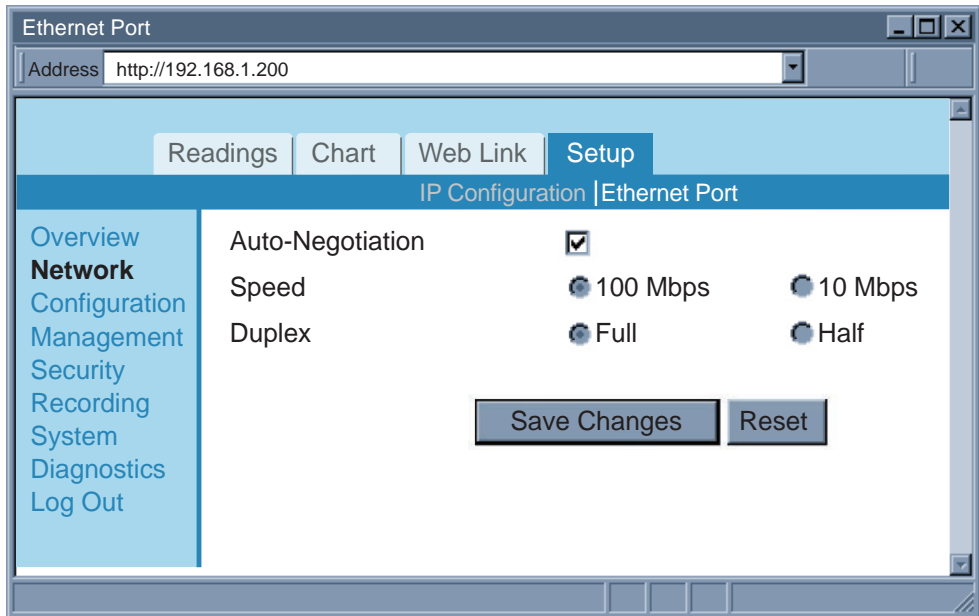 Ethernet Port
Address http://192.168.1.200
Readings Chart Web Link Setup
IP Configuration Ethernet Port
Overview
Network
Configuration
Management
Security
Recording
System
Diagnostics
Log Out
Auto-Negotiation
Speed 100 Mbps 10 Mbps
Duplex Full Half
Save Changes Reset